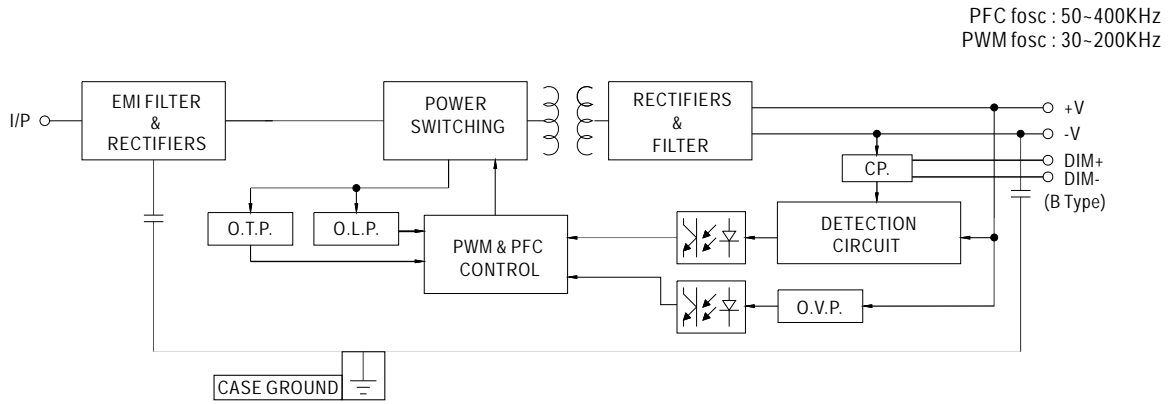 PFC fosc : 50~400KHz
PWM fosc : 30~200KHz
I/P
EMI FILTER
&
RECTIFIERS
POWER
SWITCHING
RECTIFIERS
&
FILTER
+V
-V
CP.
DIM+
DIM-
(B Type)
O.T.P.
O.L.P.
PWM & PFC
CONTROL
DETECTION
CIRCUIT
O.V.P.
CASE GROUND